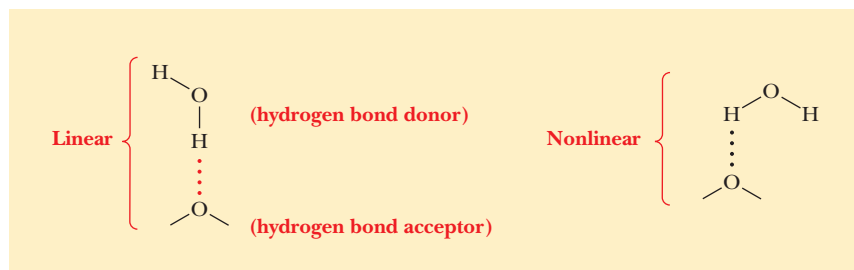 H
O
H
Linear
(hydrogen bond donor)
O
(hydrogen bond acceptor)
Nonlinear
O
H
H
O